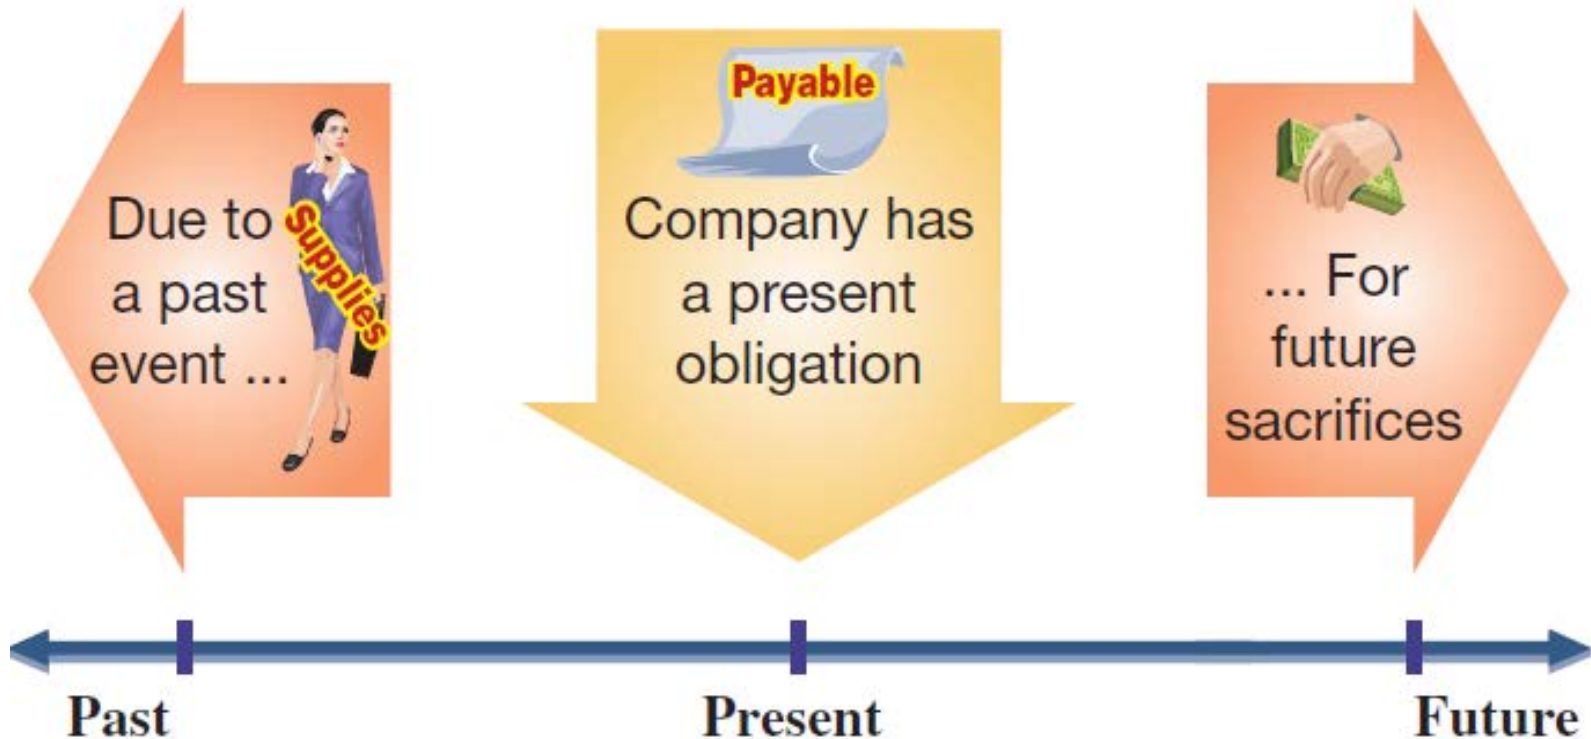 Due to
a past
event ...
Supplies
Payable
Company has
a present
obligation
... For
future
sacrifices
Past
Present
Future